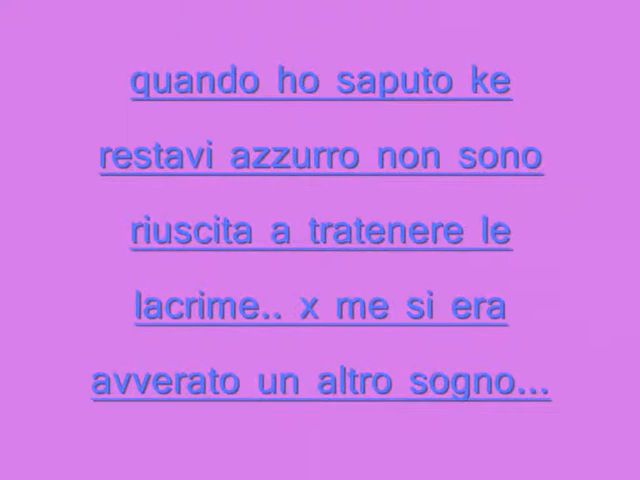 quando ho saputo ke
restavi azzurro non sono
riuscita a tratenere le
lacrime.. x me si era
avverato un altro sogno...